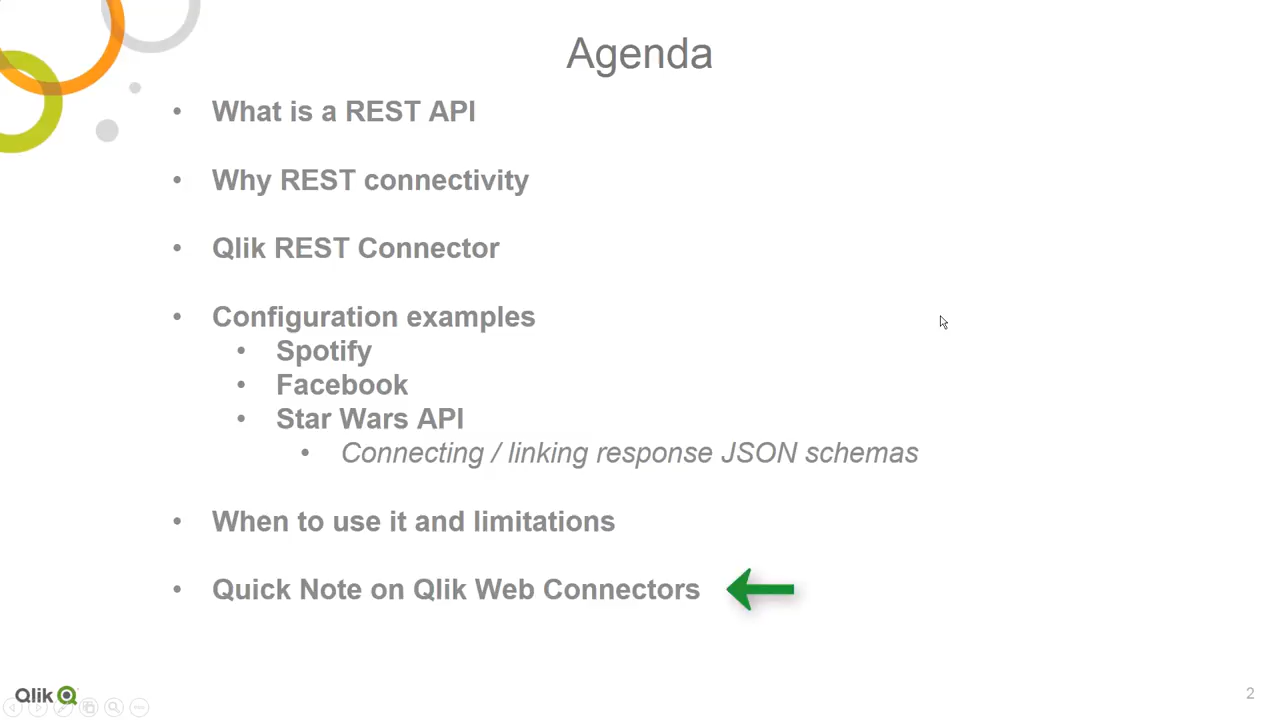 Agenda
• What is a REST API
• Why REST connectivity
• Qlik REST Connector
• Configuration examples
• Spotify
• Facebook
• Star Wars API
• Connecting / linking response JSON schemas
• When to use it and limitations
• Quick Note on Qlik Web Connectors
Qlik
2